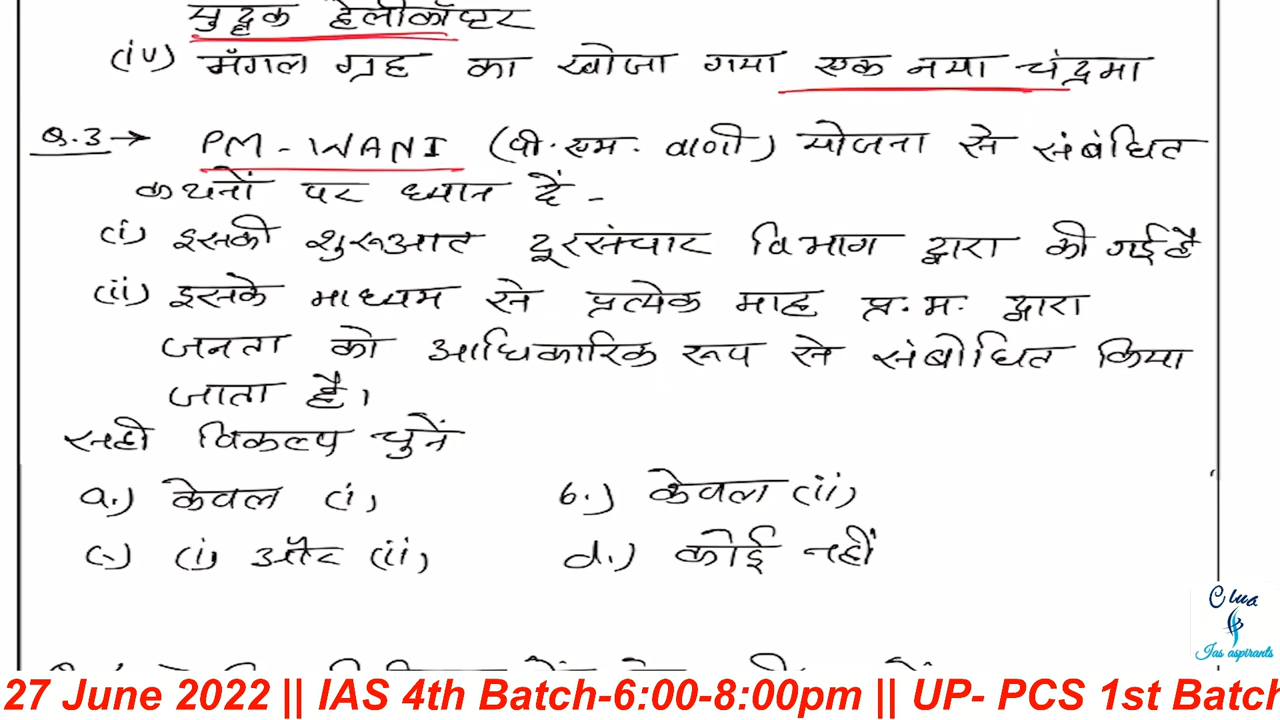 युद्धक हेलीकॉप्टर
(iv) मंगल ग्रह का खोजा गया एक नया चंद्रमा
Q.3 → PM-WANI (पी.एम. वाणी) योजना से संबंधित
कथनों पर ध्यान दें -
(i) इसकी शुरूआत दूरसंचार विभाग द्वारा की गई है
(ii) इसके माध्यम से प्रत्येक माह प्र.म. द्वारा
जनता को आधिकारिक रूप से संबोधित किया
जाता है।
सही विकल्प चुनें
a.) केवल (i) b.) केवल (ii)
c.) (i) और (ii) d.) कोई नहीं
Clue
Ias aspirants
27 June 2022 || IAS 4th Batch-6:00-8:00pm || UP- PCS 1st Batch